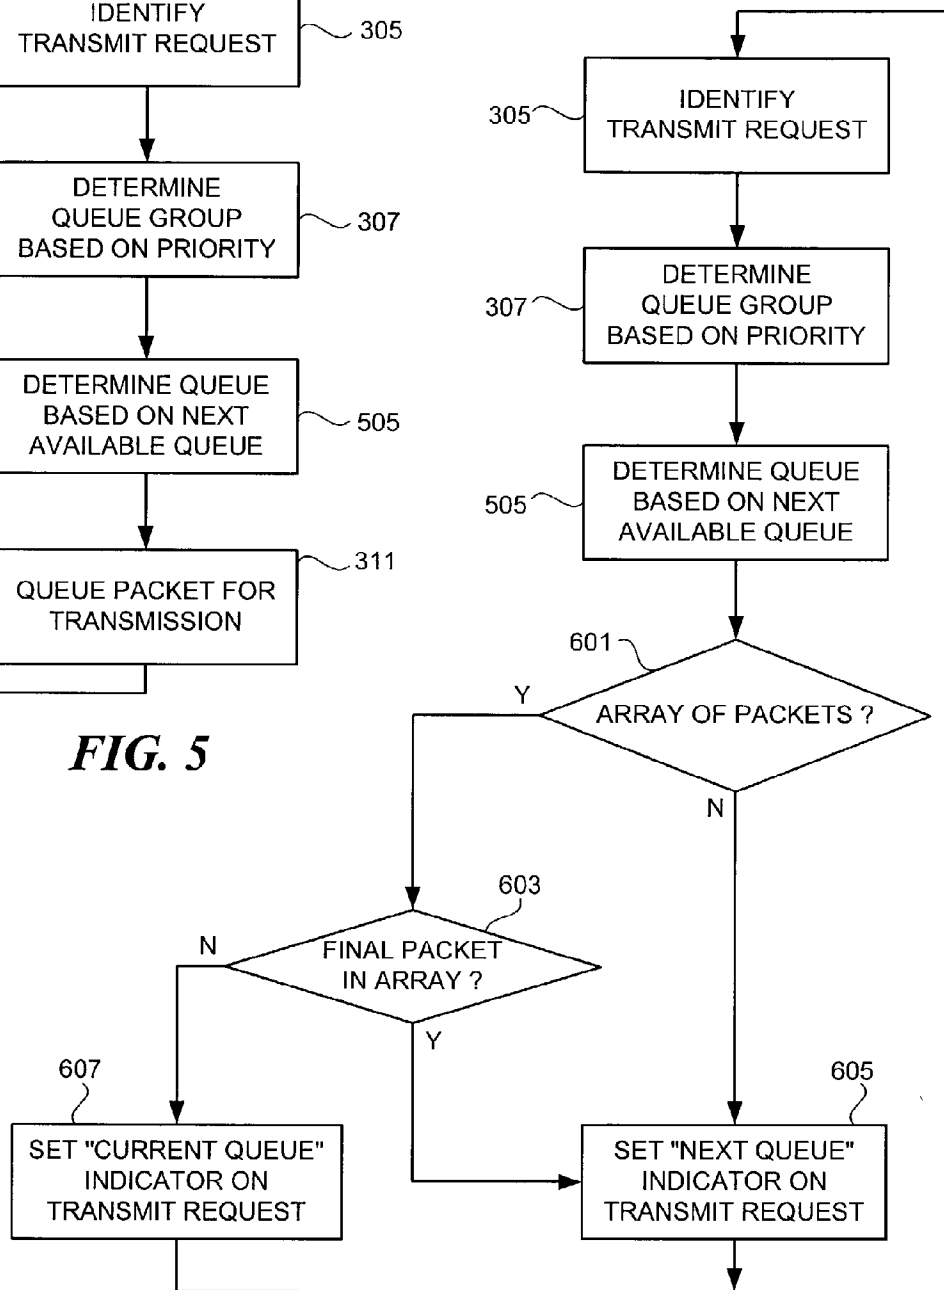 IDENTIFY
TRANSMIT REQUEST
305
DETERMINE
QUEUE GROUP
BASED ON PRIORITY
307
DETERMINE QUEUE
BASED ON NEXT
AVAILABLE QUEUE
505
QUEUE PACKET FOR
TRANSMISSION
311
FIG. 5
305
IDENTIFY
TRANSMIT REQUEST
307
DETERMINE
QUEUE GROUP
BASED ON PRIORITY
505
DETERMINE QUEUE
BASED ON NEXT
AVAILABLE QUEUE
601
ARRAY OF PACKETS ?
Y
N
603
FINAL PACKET
IN ARRAY ?
N
Y
607
SET "CURRENT QUEUE"
INDICATOR ON
TRANSMIT REQUEST
605
SET "NEXT QUEUE"
INDICATOR ON
TRANSMIT REQUEST